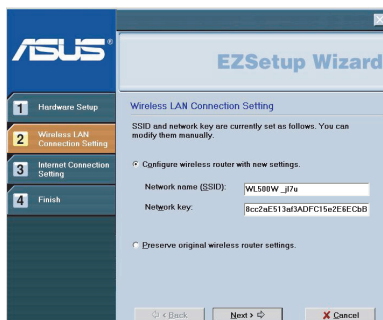 ASUS®
EZSetup Wizard
1 Hardware Setup
2 Wireless LAN
Connection Setting
3 Internet Connection
Setting
4 Finish
Wireless LAN Connection Setting
SSID and network key are currently set as follows. You can
modify them manually.
Configure wireless router with new settings.
Network name (SSID): WL500W_jl7u
Network key: 8cc2aE513af3ADFC15e2E6ECbB
Preserve original wireless router settings.
< Back
Next >
Cancel